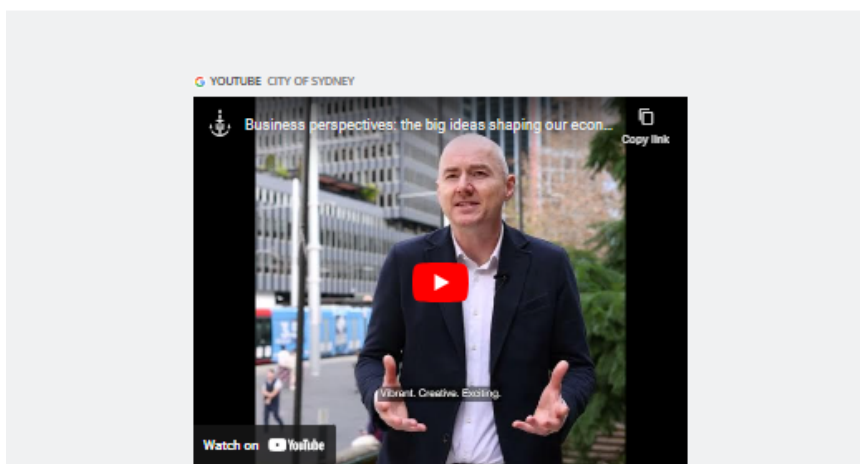 YOUTUBE CITY OF SYDNEY
Business perspectives: the big ideas shaping our econ...
Copy link
Vibrant. Creative. Exciting.
Watch on YouTube